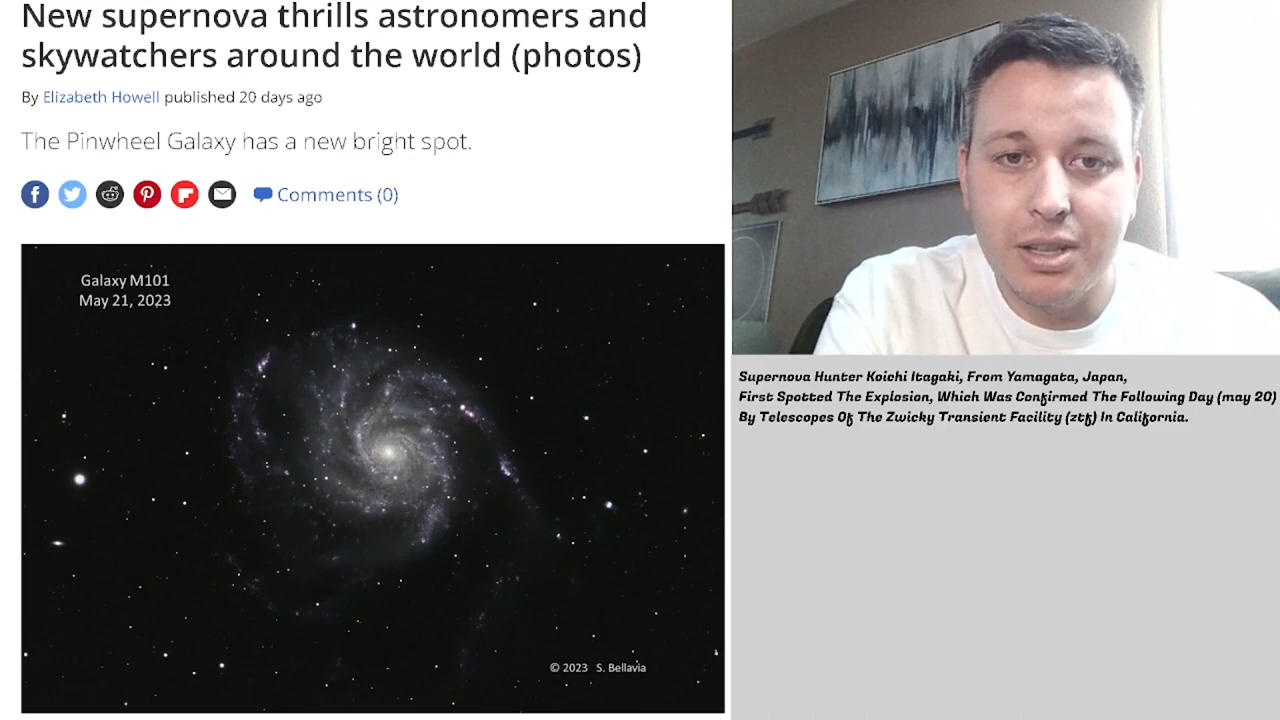 New supernova thrills astronomers and
skywatchers around the world (photos)
By Elizabeth Howell published 20 days ago
The Pinwheel Galaxy has a new bright spot.
Comments (0)
Galaxy M101
May 21, 2023
© 2023 S. Bellavia
Supernova Hunter Koichi Itagaki, From Yamagata, Japan,
First Spotted The Explosion, Which Was Confirmed The Following Day (may 20)
By Telescopes Of The Zwicky Transient Facility (ztf) In California.